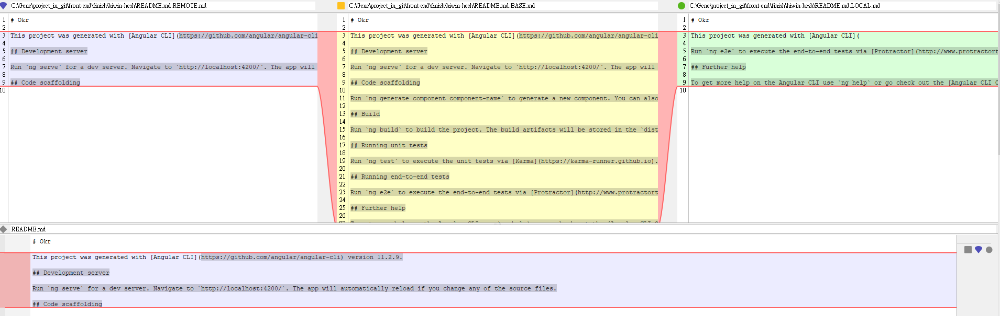 C:\Gene\project_in_git\front-end\finish\hiwin-hesh\README.md.REMOTE.md
1 # Okr
2
3 This project was generated with [Angular CLI](https://github.com/angular/angular-cli
4
5 ## Development server
6
7 Run `ng serve` for a dev server. Navigate to `http://localhost:4200/`. The app will
8
9 ## Code scaffolding
10
C:\Gene\project_in_git\front-end\finish\hiwin-hesh\README.md.BASE.md
1 # Okr
2
3 This project was generated with [Angular CLI](https://github.com/angular/angular-cli
4
5 ## Development server
6
7 Run `ng serve` for a dev server. Navigate to `http://localhost:4200/`. The app will
8
9 ## Code scaffolding
10
11 Run `ng generate component component-name` to generate a new component. You can also
12
13 ## Build
14
15 Run `ng build` to build the project. The build artifacts will be stored in the `dist
16
17 ## Running unit tests
18
19 Run `ng test` to execute the unit tests via [Karma](https://karma-runner.github.io).
20
21 ## Running end-to-end tests
22
23 Run `ng e2e` to execute the end-to-end tests via [Protractor](http://www.protractort
24
25 ## Further help
26
C:\Gene\project_in_git\front-end\finish\hiwin-hesh\README.md.LOCAL.md
1 # Okr
2
3 This project was generated with [Angular CLI](
4
5 Run `ng e2e` to execute the end-to-end tests via [Protractor](http://www.protractort
6
7 ## Further help
8
9 To get more help on the Angular CLI use `ng help` or go check out the [Angular CLI
10
README.md
# Okr
This project was generated with [Angular CLI](https://github.com/angular/angular-cli) version 11.2.9.
## Development server
Run `ng serve` for a dev server. Navigate to `http://localhost:4200/`. The app will automatically reload if you change any of the source files.
## Code scaffolding